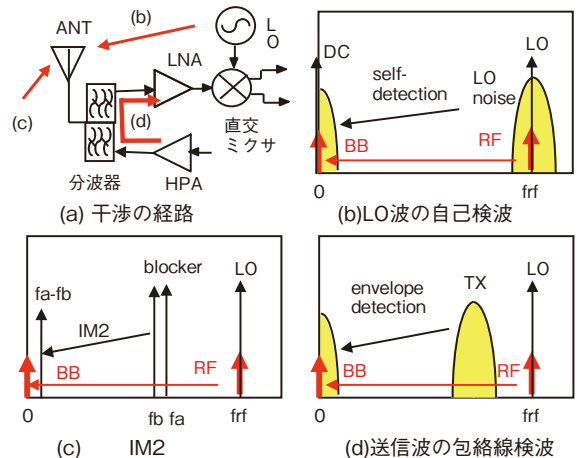 (b)
L
O
ANT
LNA
(c)
(d)
直交
ミクサ
分波器
HPA
(a) 干渉の経路
DC
LO
self-detection
LO
noise
BB
RF
0
frf
(b)LO波の自己検波
blocker
LO
fa-fb
IM2
BB
RF
0
fb fa
frf
(c) IM2
LO
envelope
detection
TX
BB
RF
0
frf
(d)送信波の包絡線検波